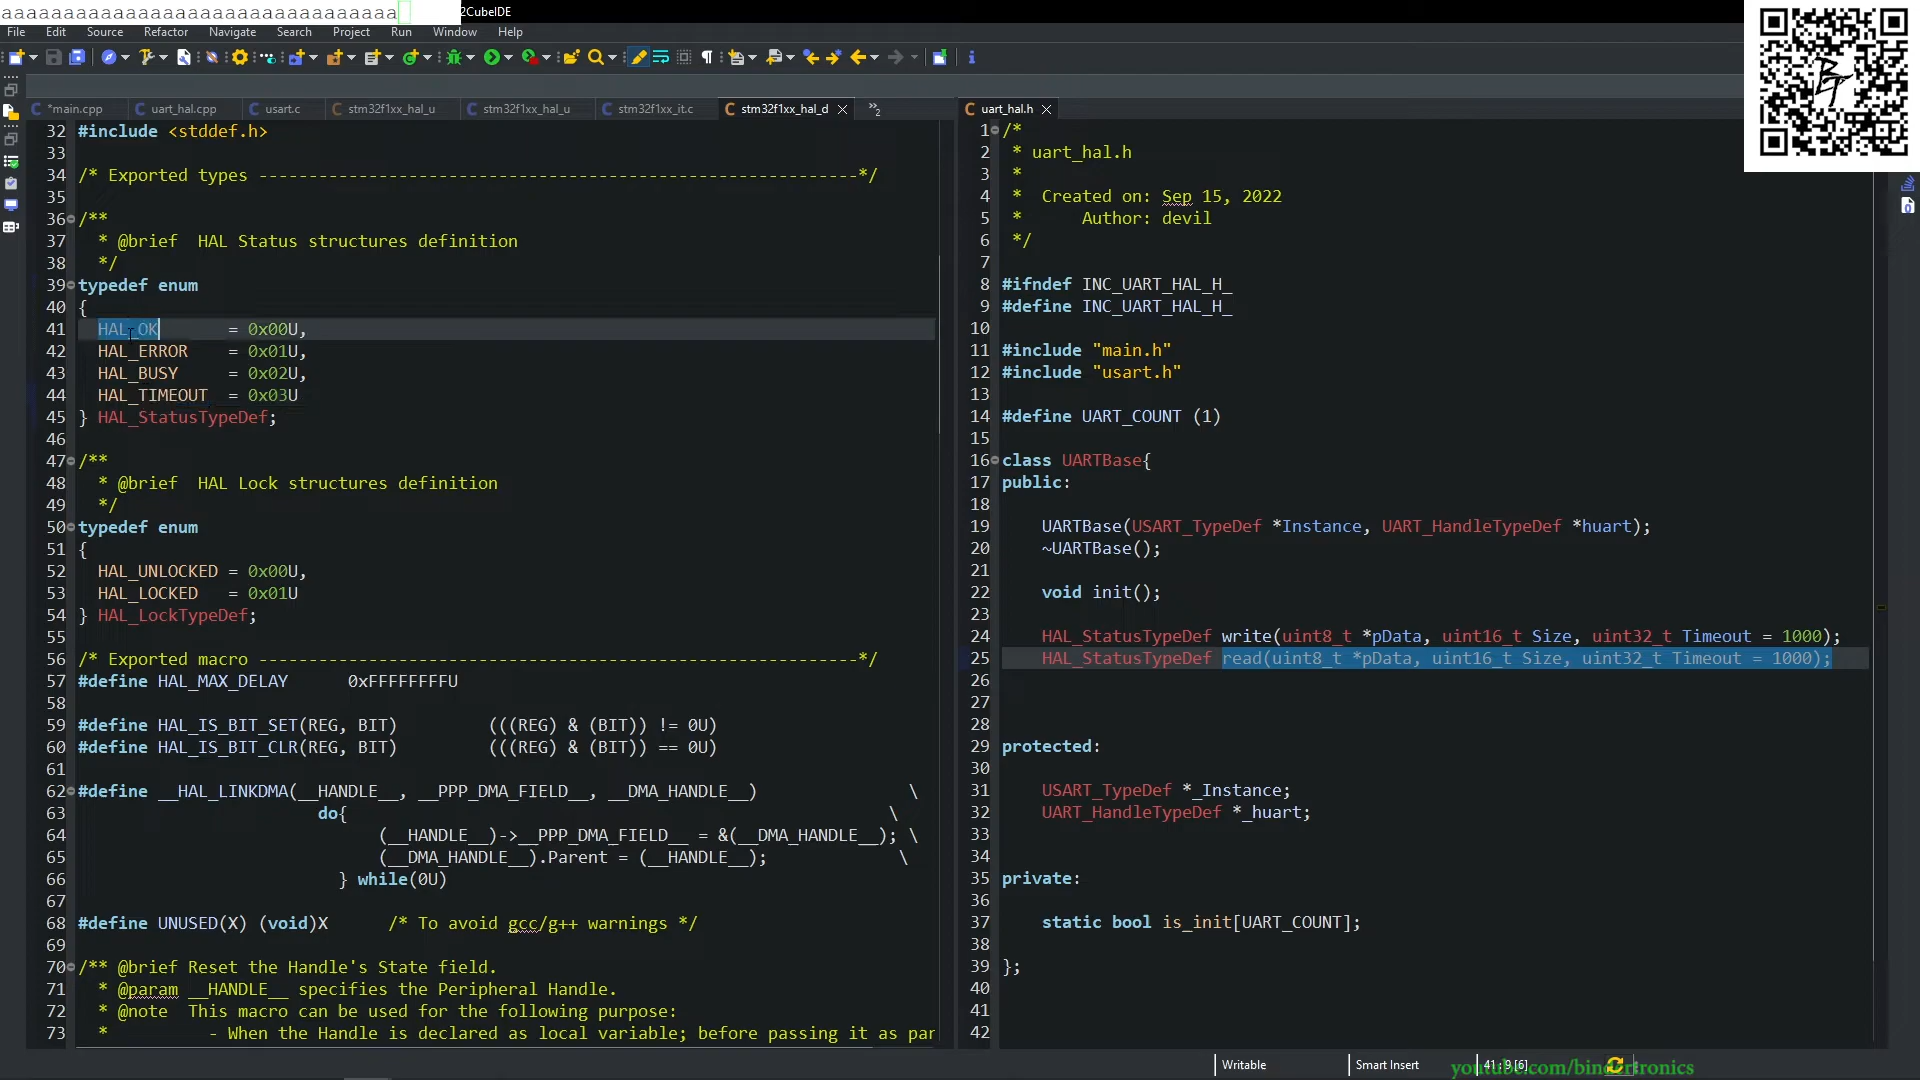 aaaaaaaaaaaaaaaaaaaaaaaaaaaaaaaaaaaa
2CubeIDE
File Edit Source Refactor Navigate Search Project Run Window Help
*main.cpp uart_hal.cpp usart.c stm32f1xx_hal_u stm32f1xx_hal_u stm32f1xx_it.c stm32f1xx_hal_d 2
32 #include <stddef.h>
33
34 /* Exported types ------------------------------------------------------------*/
35
36 /**
37   * @brief  HAL Status structures definition
38   */
39 typedef enum
40 {
41   HAL_OK       = 0x00U,
42   HAL_ERROR    = 0x01U,
43   HAL_BUSY     = 0x02U,
44   HAL_TIMEOUT  = 0x03U
45 } HAL_StatusTypeDef;
46
47 /**
48   * @brief  HAL Lock structures definition
49   */
50 typedef enum
51 {
52   HAL_UNLOCKED = 0x00U,
53   HAL_LOCKED   = 0x01U
54 } HAL_LockTypeDef;
55
56 /* Exported macro ------------------------------------------------------------*/
57 #define HAL_MAX_DELAY      0xFFFFFFFFU
58
59 #define HAL_IS_BIT_SET(REG, BIT)         (((REG) & (BIT)) != 0U)
60 #define HAL_IS_BIT_CLR(REG, BIT)         (((REG) & (BIT)) == 0U)
61
62 #define __HAL_LINKDMA(__HANDLE__, __PPP_DMA_FIELD__, __DMA_HANDLE__)               \
63                         do{                                                      \
64                               (__HANDLE__)->__PPP_DMA_FIELD__ = &(__DMA_HANDLE__); \
65                               (__DMA_HANDLE__).Parent = (__HANDLE__);             \
66                           } while(0U)
67
68 #define UNUSED(X) (void)X      /* To avoid gcc/g++ warnings */
69
70 /** @brief Reset the Handle's State field.
71   * @param __HANDLE__ specifies the Peripheral Handle.
72   * @note  This macro can be used for the following purpose:
73   *          - When the Handle is declared as local variable; before passing it as par
uart_hal.h
1 /*
2  * uart_hal.h
3  *
4  *  Created on: Sep 15, 2022
5  *      Author: devil
6  */
7
8 #ifndef INC_UART_HAL_H_
9 #define INC_UART_HAL_H_
10
11 #include "main.h"
12 #include "usart.h"
13
14 #define UART_COUNT (1)
15
16 class UARTBase{
17 public:
18
19     UARTBase(USART_TypeDef *Instance, UART_HandleTypeDef *huart);
20     ~UARTBase();
21
22     void init();
23
24     HAL_StatusTypeDef write(uint8_t *pData, uint16_t Size, uint32_t Timeout = 1000);
25     HAL_StatusTypeDef read(uint8_t *pData, uint16_t Size, uint32_t Timeout = 1000);
26
27
28
29 protected:
30
31     USART_TypeDef *_Instance;
32     UART_HandleTypeDef *_huart;
33
34
35 private:
36
37     static bool is_init[UART_COUNT];
38
39 };
40
41
42
Writable Smart Insert 41 : 9 [6]
youtube.com/bindertronics